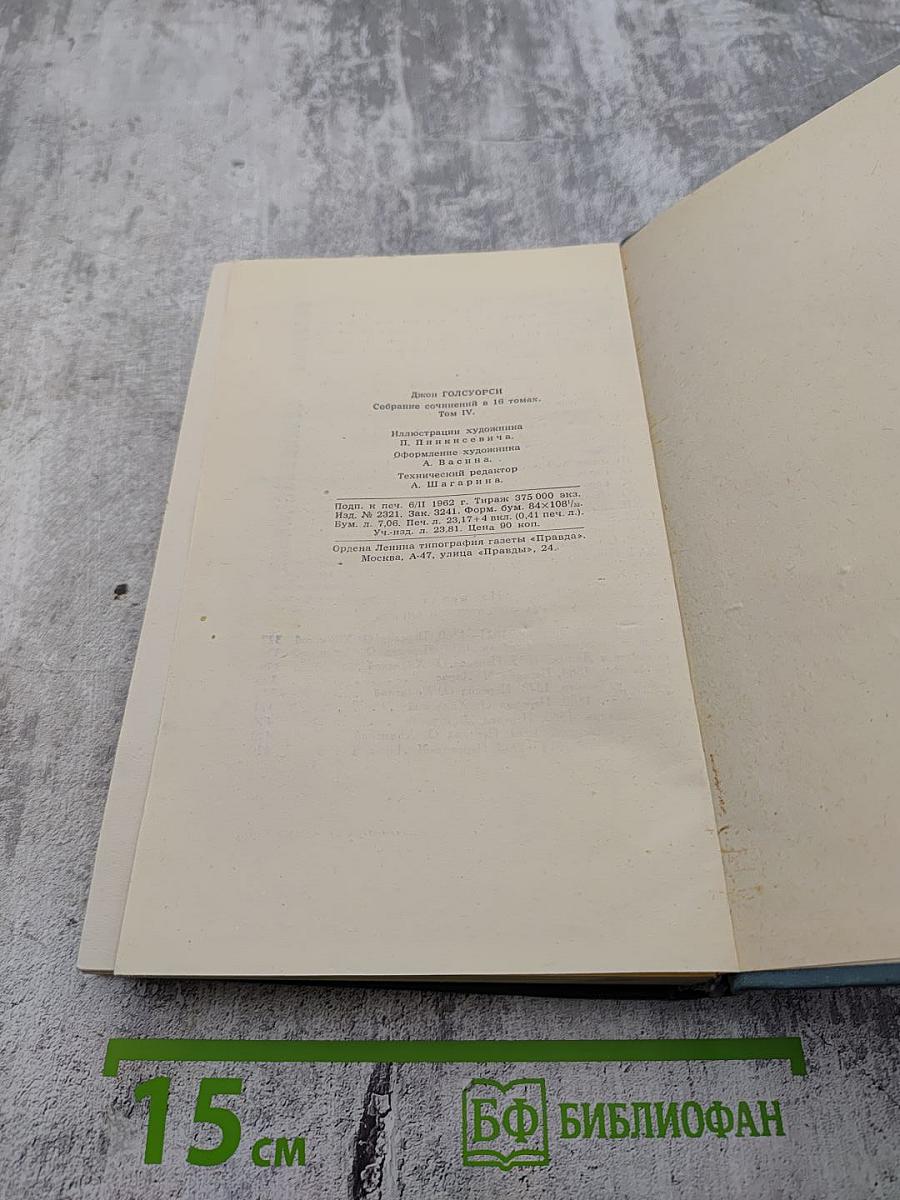 Джон ГОЛСУОРСИ
Собрание сочинений в 16 томах.
Том IV.
Иллюстрации художника
П. Пинкисевича.
Оформление художника
А. Васина.
Технический редактор
А. Шагарина.
Подп. к печ. 6/II 1962 г. Тираж 375 000 экз.
Изд. № 2321. Зак. 3241. Форм. бум. 84×108¹/₃₂.
Бум. л. 7,06. Печ. л. 23,17+4 вкл. (0,41 печ. л.).
Уч.-изд. л. 23,81. Цена 90 коп.
Ордена Ленина типография газеты «Правда».
Москва, А-47, улица «Правды», 24.
15 см
БФ БИБЛИОФАН